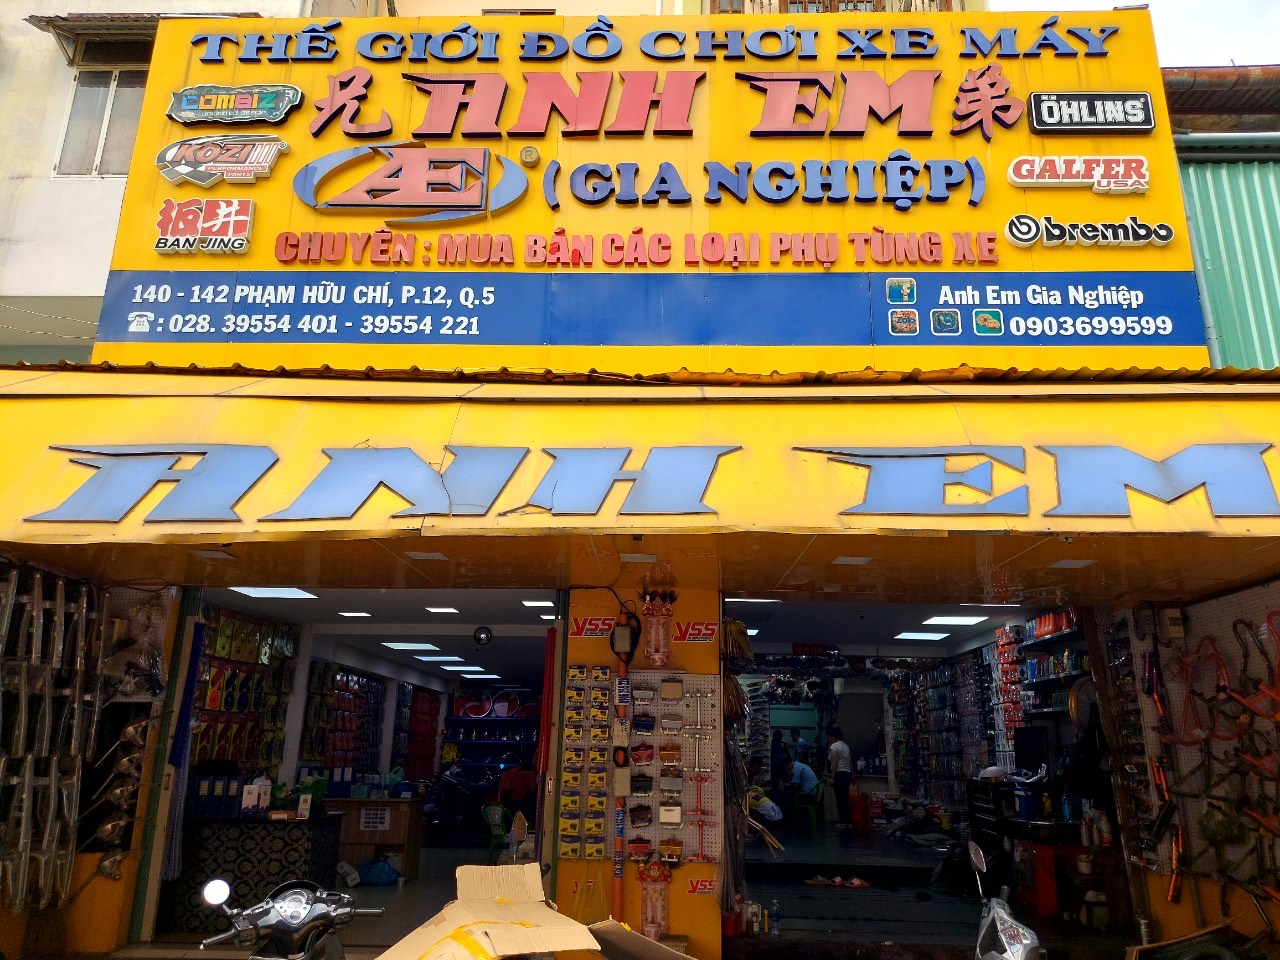 THẾ GIỚI ĐỒ CHƠI XE MÁY
COMBIZ
兄 ANH EM 弟
ÖHLINS
KOZI
PERFORMANCE PARTS
AE ®
(GIA NGHIỆP)
GALFER
USA
板井
BAN JING
CHUYÊN : MUA BÁN CÁC LOẠI PHỤ TÙNG XE
brembo
140 - 142 PHẠM HỮU CHÍ, P.12, Q.5
Anh Em Gia Nghiệp
☎ : 028. 39554 401 - 39554 221
0903699599
ANH EM
YSS
YSS
YSS